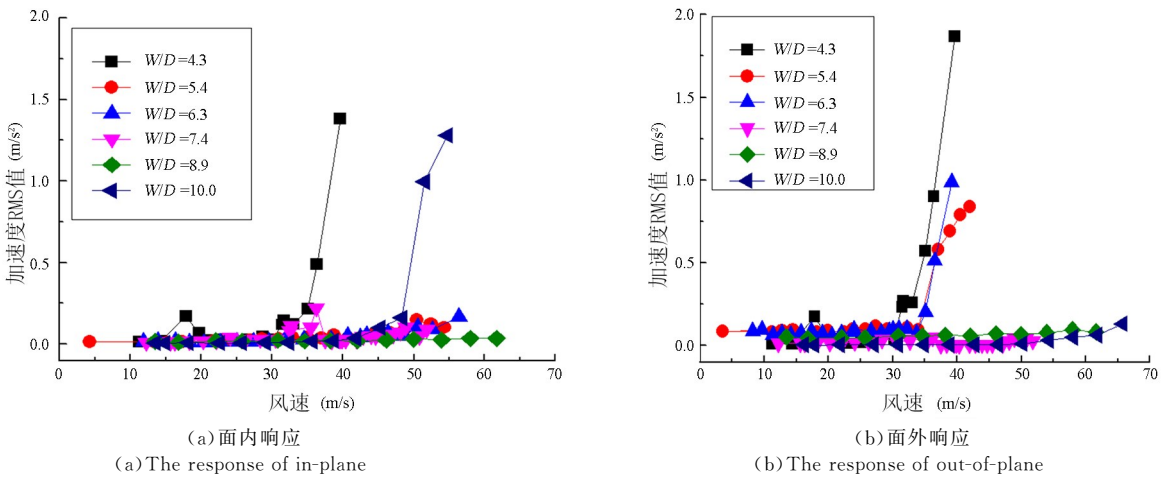 2.0
1.5
1.0
0.5
0.0
加速度RMS值 (m/s²)
W/D=4.3
W/D=5.4
W/D=6.3
W/D=7.4
W/D=8.9
W/D=10.0
0 10 20 30 40 50 60 70
风速 (m/s)
(a)面内响应
(a)The response of in-plane
2.0
1.5
1.0
0.5
0.0
加速度RMS值 (m/s²)
W/D=4.3
W/D=5.4
W/D=6.3
W/D=7.4
W/D=8.9
W/D=10.0
0 10 20 30 40 50 60 70
风速 (m/s)
(b)面外响应
(b)The response of out-of-plane